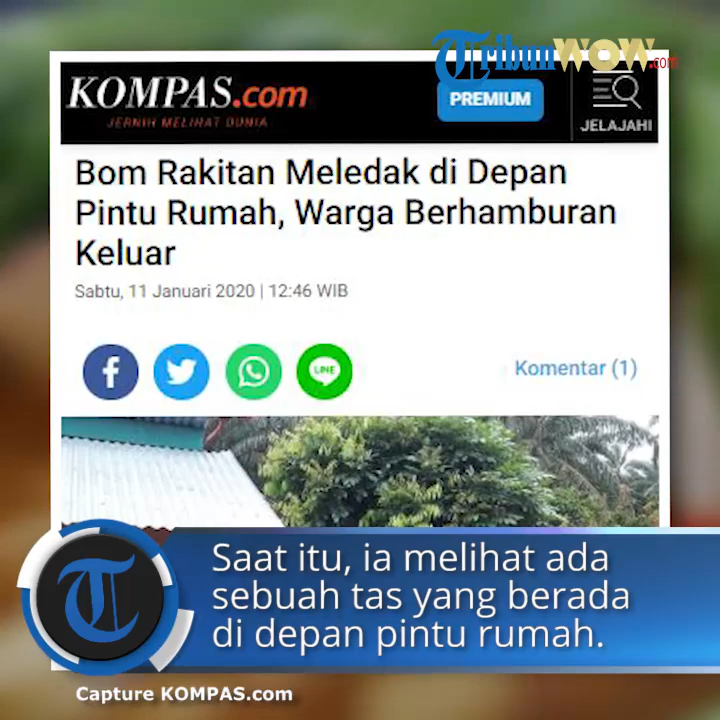 TribunWOW.com
KOMPAS.com
JERNIH MELIHAT DUNIA
PREMIUM
JELAJAHI
Bom Rakitan Meledak di Depan
Pintu Rumah, Warga Berhamburan
Keluar
Sabtu, 11 Januari 2020 | 12:46 WIB
f
LINE
Komentar (1)
T
Saat itu, ia melihat ada
sebuah tas yang berada
di depan pintu rumah.
Capture KOMPAS.com